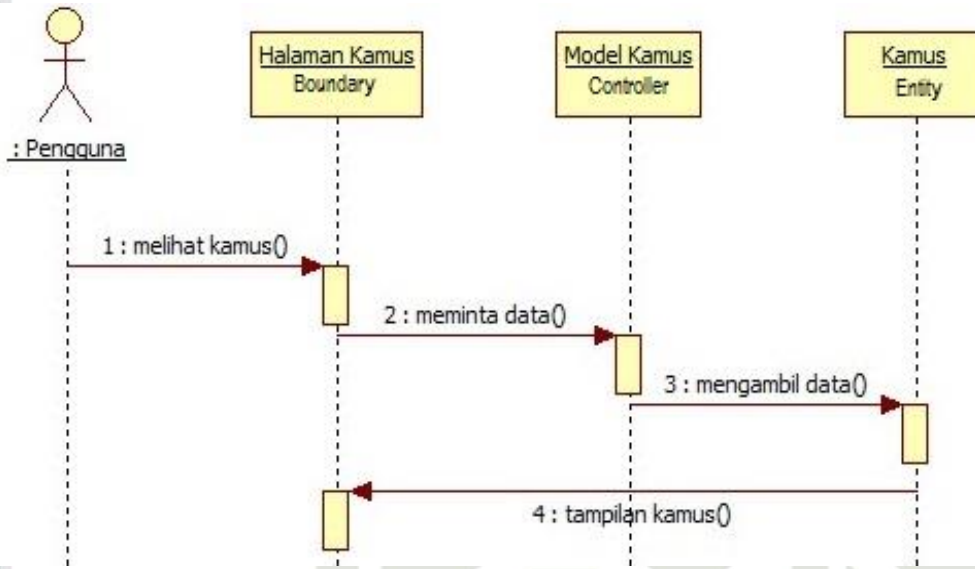 Halaman Kamus
Boundary
Model Kamus
Controller
Kamus
Entity
: Pengguna
1 : melihat kamus()
2 : meminta data()
3 : mengambil data()
4 : tampilan kamus()